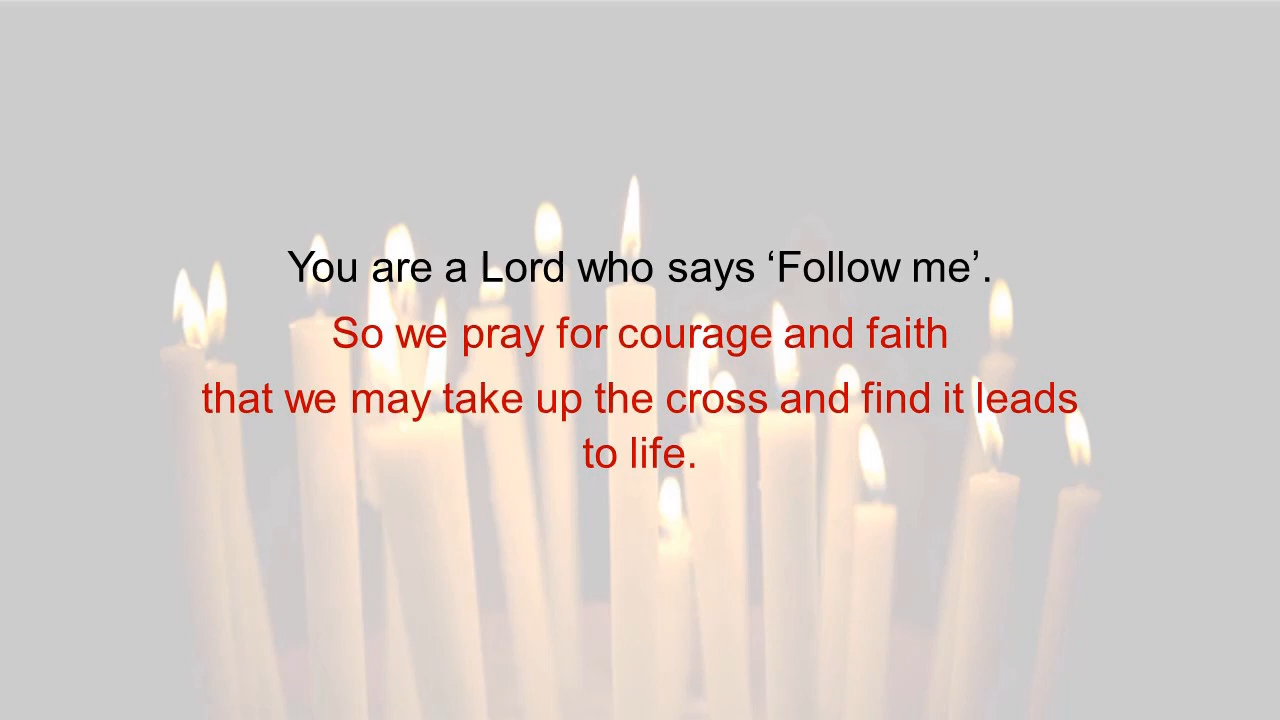 You are a Lord who says ‘Follow me’.
So we pray for courage and faith
that we may take up the cross and find it leads
to life.